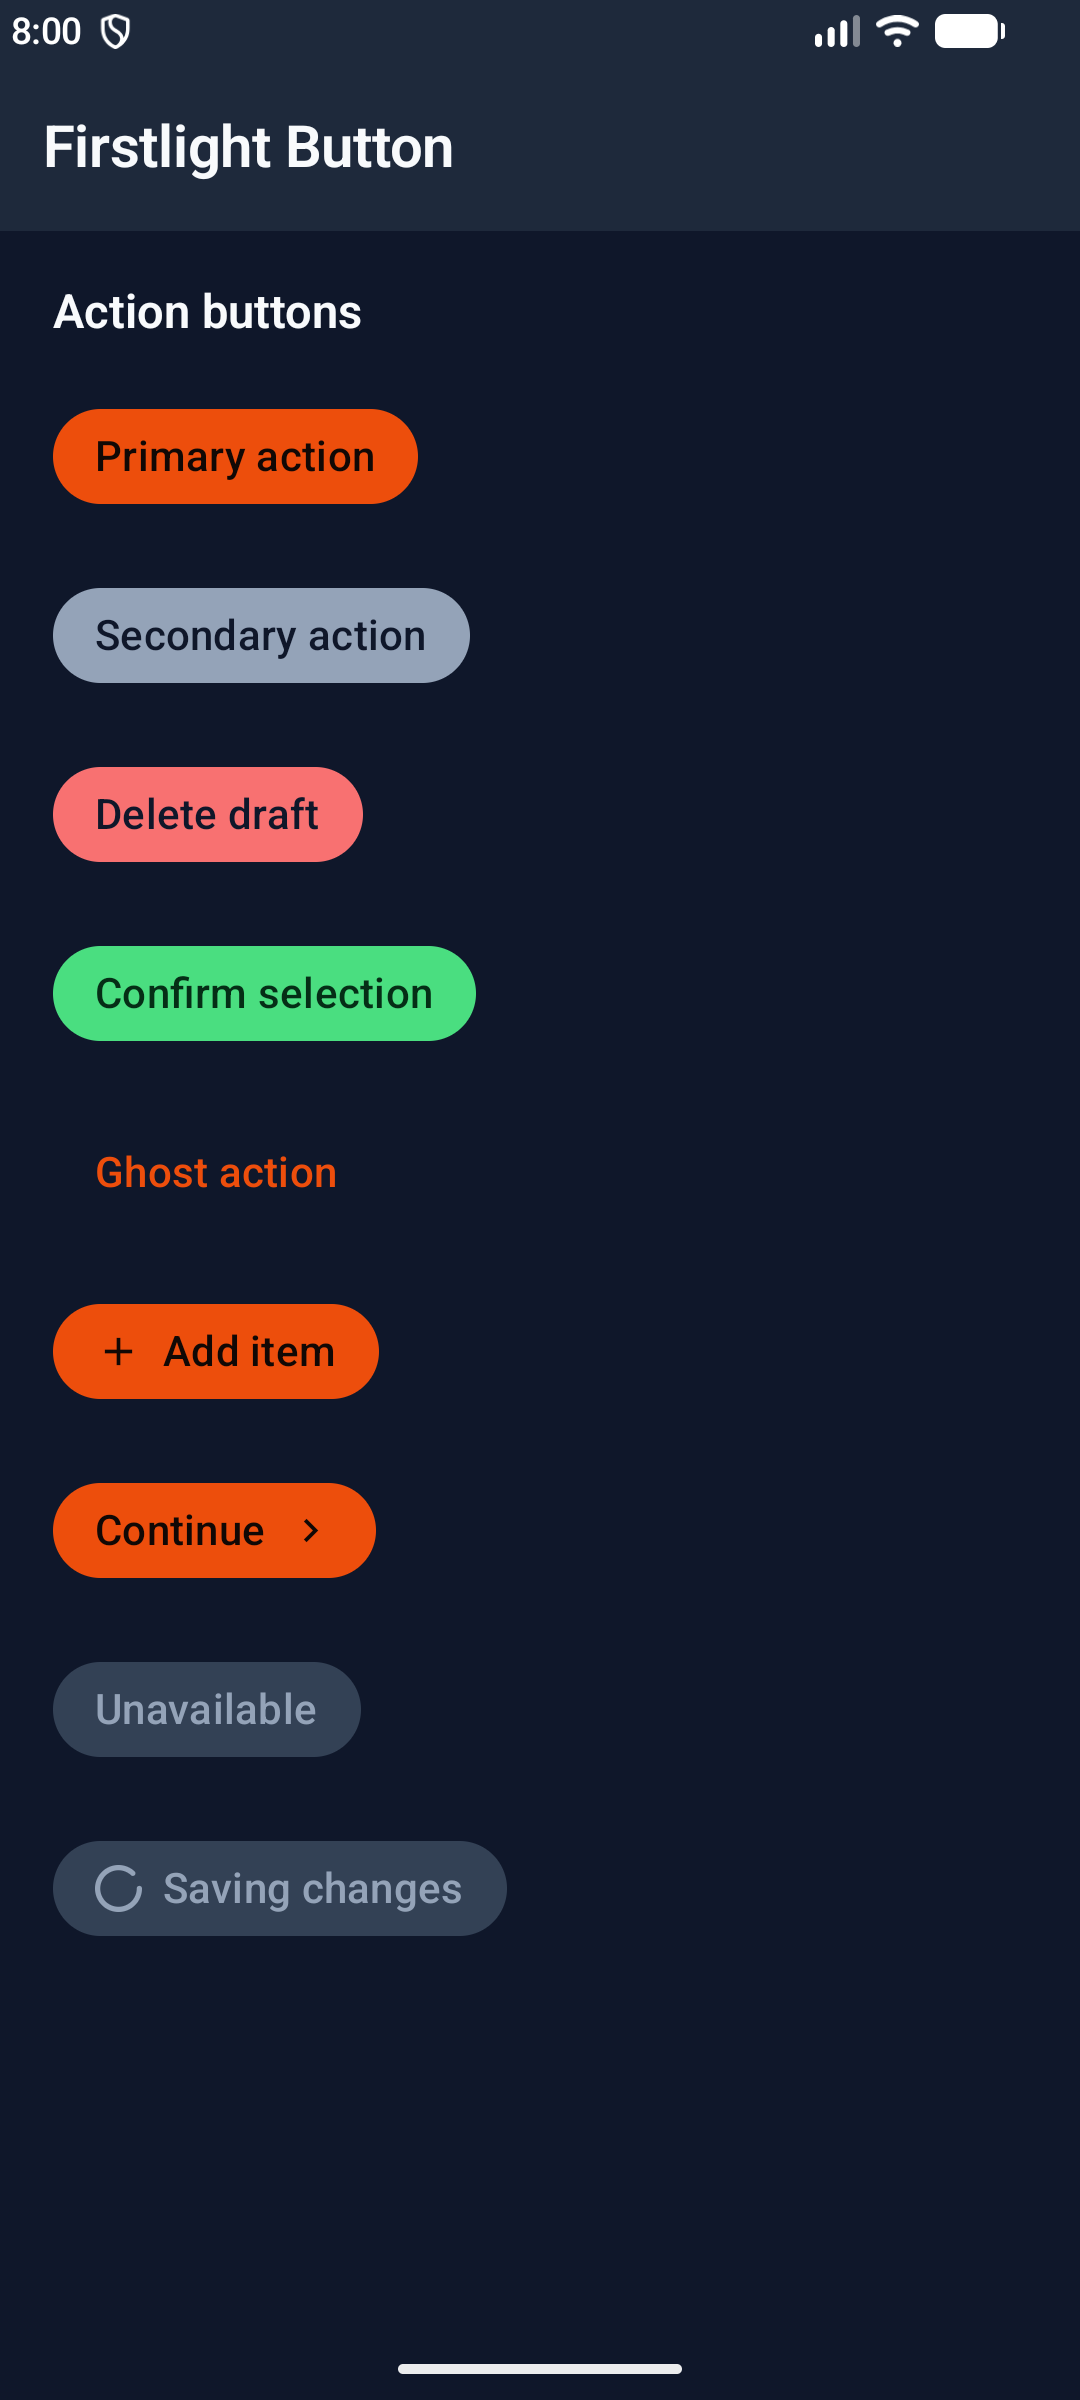 8:00
Firstlight Button
Action buttons
Primary action
Secondary action
Delete draft
Confirm selection
Ghost action
Add item
Continue
Unavailable
Saving changes